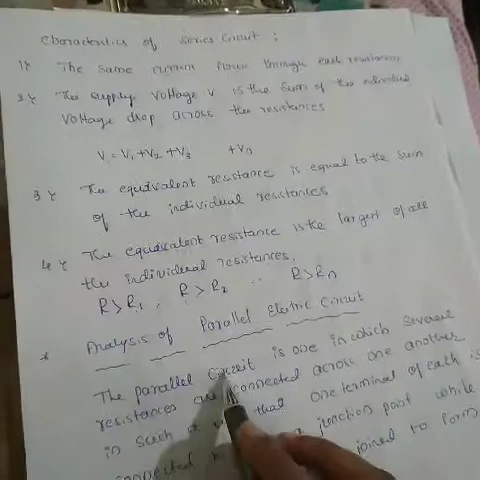 Charactestics of series circuit :
1) The same current flows through each resistances
2) The supply voltage V is the sum of the individual
voltage drop across the resistances
V = V1 + V2 + V3 + Vn
3) The equivalent resistance is equal to the sum
of the individual resistances
4) The equivalent resistance is the largest of all
the individual resistances.
R > R1 , R > R2 .. R > Rn
* Analysis of Parallel Electric Circuit
The parallel circuit is one in which several
resistances are connected across one another
in such a that one terminal of each is
connected a junction point while
joined to form